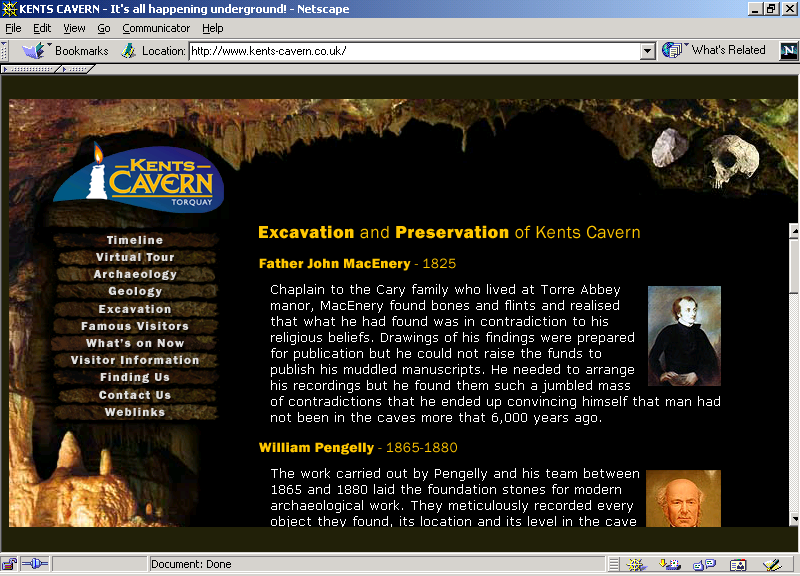 KENTS CAVERN - It's all happening underground! - Netscape
File Edit View Go Communicator Help
Bookmarks Location: http://www.kents-cavern.co.uk/ What's Related N
KENTS
CAVERN
TORQUAY
Timeline
Virtual Tour
Archaeology
Geology
Excavation
Famous Visitors
What's on Now
Visitor Information
Finding Us
Contact Us
Weblinks
Excavation and Preservation of Kents Cavern
Father John MacEnery - 1825
Chaplain to the Cary family who lived at Torre Abbey
manor, MacEnery found bones and flints and realised
that what he had found was in contradiction to his
religious beliefs. Drawings of his findings were prepared
for publication but he could not raise the funds to
publish his muddled manuscripts. He needed to arrange
his recordings but he found them such a jumbled mass
of contradictions that he ended up convincing himself that man had
not been in the caves more that 6,000 years ago.
William Pengelly - 1865-1880
The work carried out by Pengelly and his team between
1865 and 1880 laid the foundation stones for modern
archaeological work. They meticulously recorded every
object they found, its location and its level in the cave
Document: Done